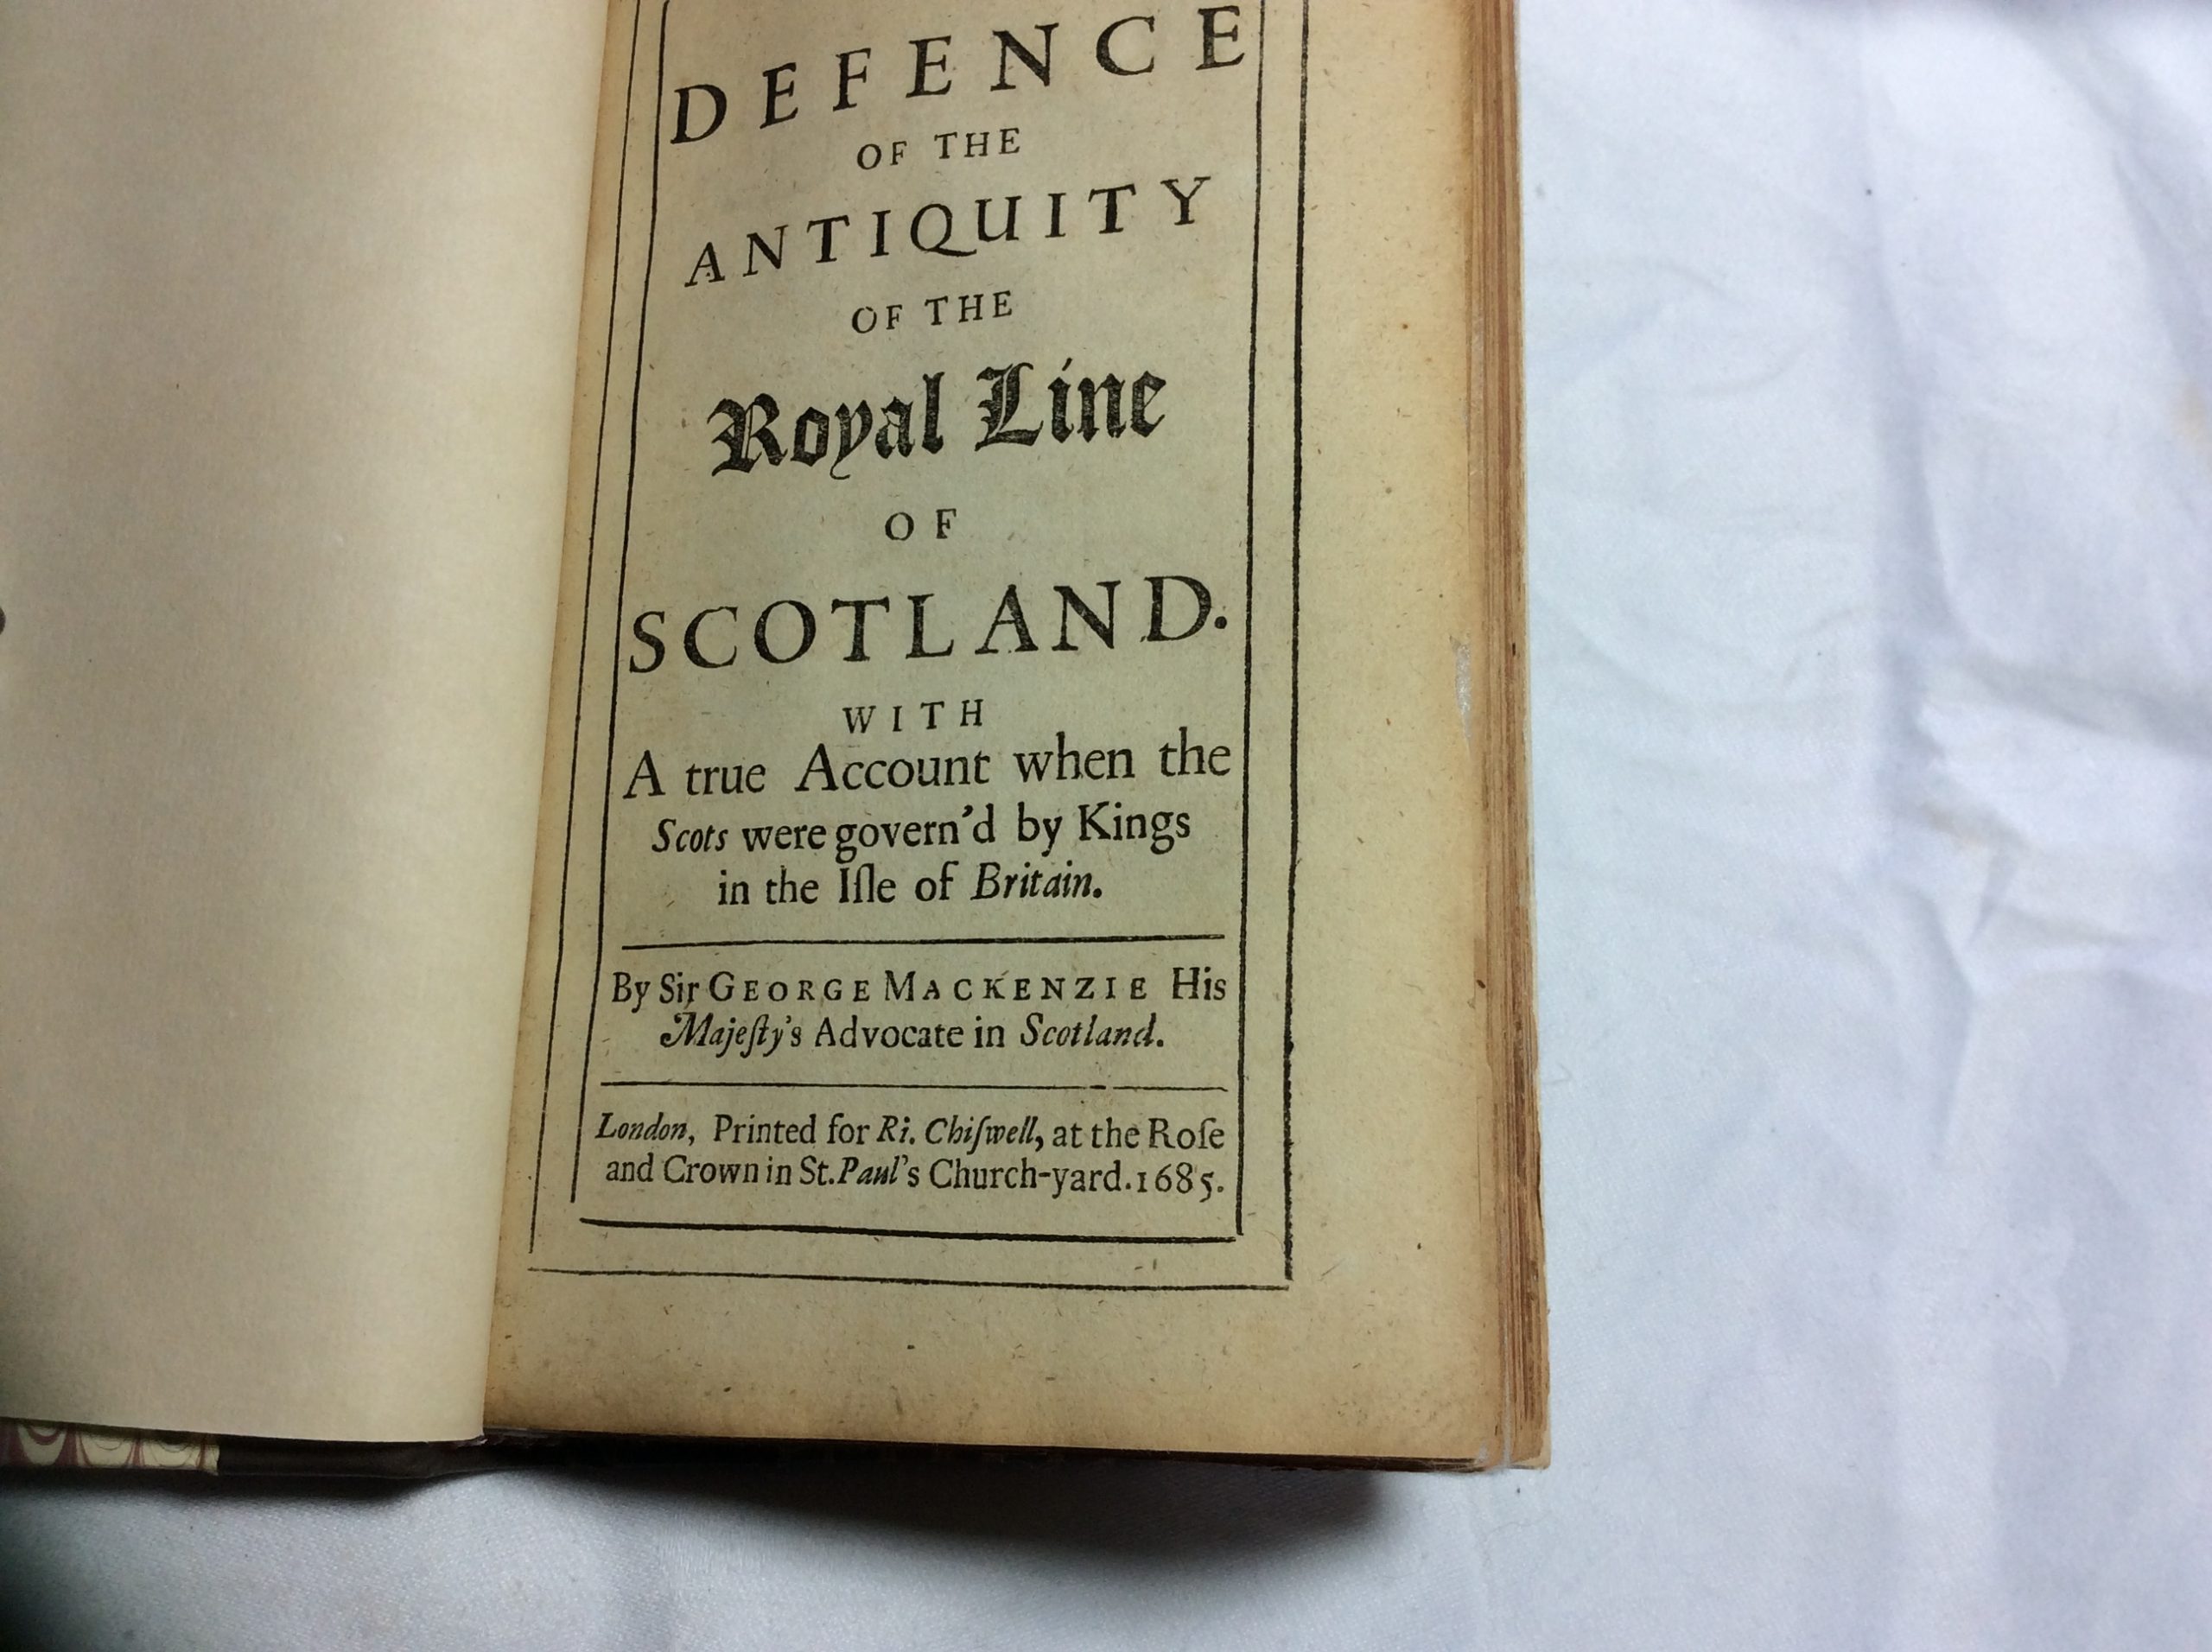 DEFENCE
OF THE
ANTIQUITY
OF THE
Royal Line
OF
SCOTLAND.
WITH
A true Account when the
Scots were govern'd by Kings
in the Iſle of Britain.
By Sir GEORGE MACKENZIE His
Majeſty's Advocate in Scotland.
London, Printed for Ri. Chiſwell, at the Roſe
and Crown in St. Paul's Church-yard. 1685.